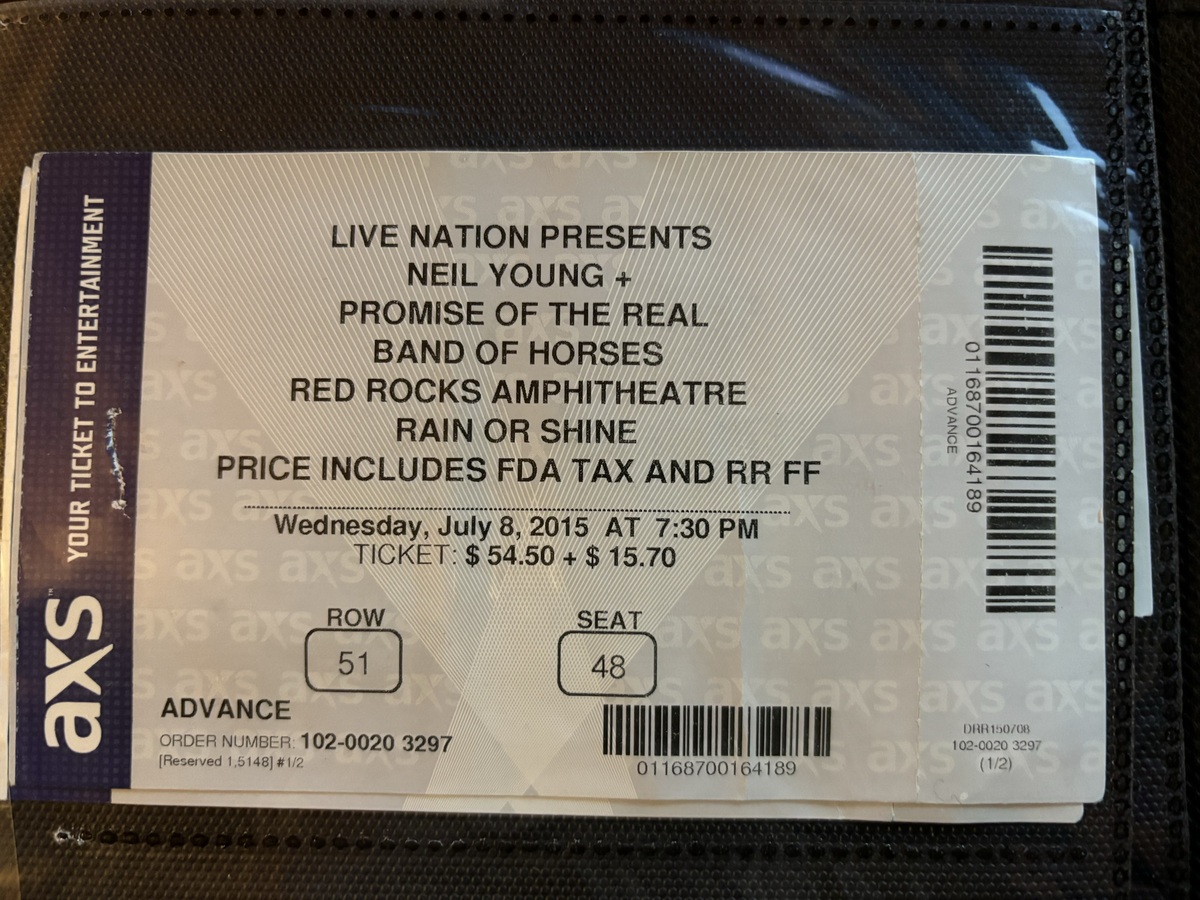 axs™ YOUR TICKET TO ENTERTAINMENT
LIVE NATION PRESENTS
NEIL YOUNG +
PROMISE OF THE REAL
BAND OF HORSES
RED ROCKS AMPHITHEATRE
RAIN OR SHINE
PRICE INCLUDES FDA TAX AND RR FF
Wednesday, July 8, 2015 AT 7:30 PM
TICKET: $ 54.50 + $ 15.70
ROW SEAT
51 48
ADVANCE
ORDER NUMBER: 102-0020 3297
[Reserved 1,5148] #1/2
01168700164189
01168700164189
ADVANCE
DRR150708
102-0020 3297
(1/2)